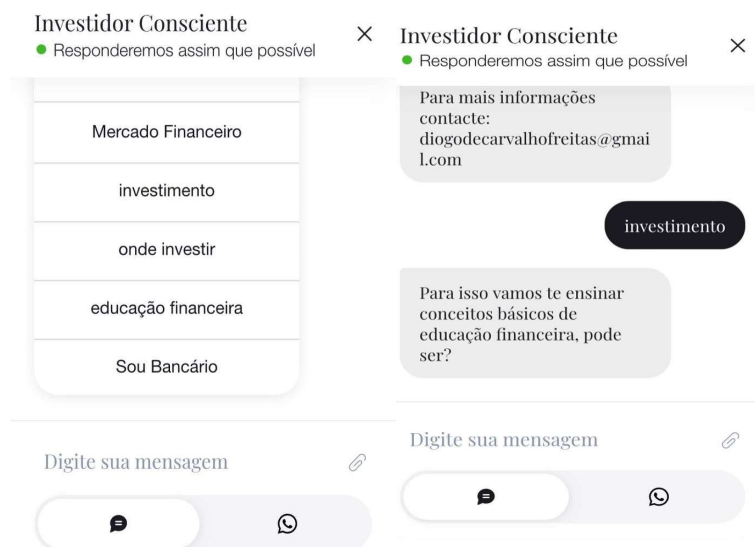 Investidor Consciente
Responderemos assim que possível
Mercado Financeiro
investimento
onde investir
educação financeira
Sou Bancário
Digite sua mensagem
Investidor Consciente
Responderemos assim que possível
Para mais informações
contacte:
diogodecarvalhofreitas@gmai
l.com
investimento
Para isso vamos te ensinar
conceitos básicos de
educação financeira, pode
ser?
Digite sua mensagem